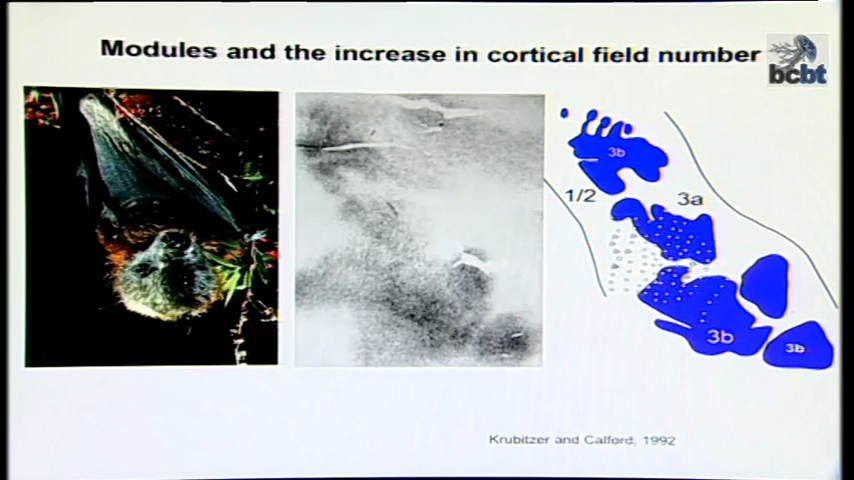 Modules and the increase in cortical field number
bcbt
3b
1/2
3a
3b
3b
Krubitzer and Calford, 1992